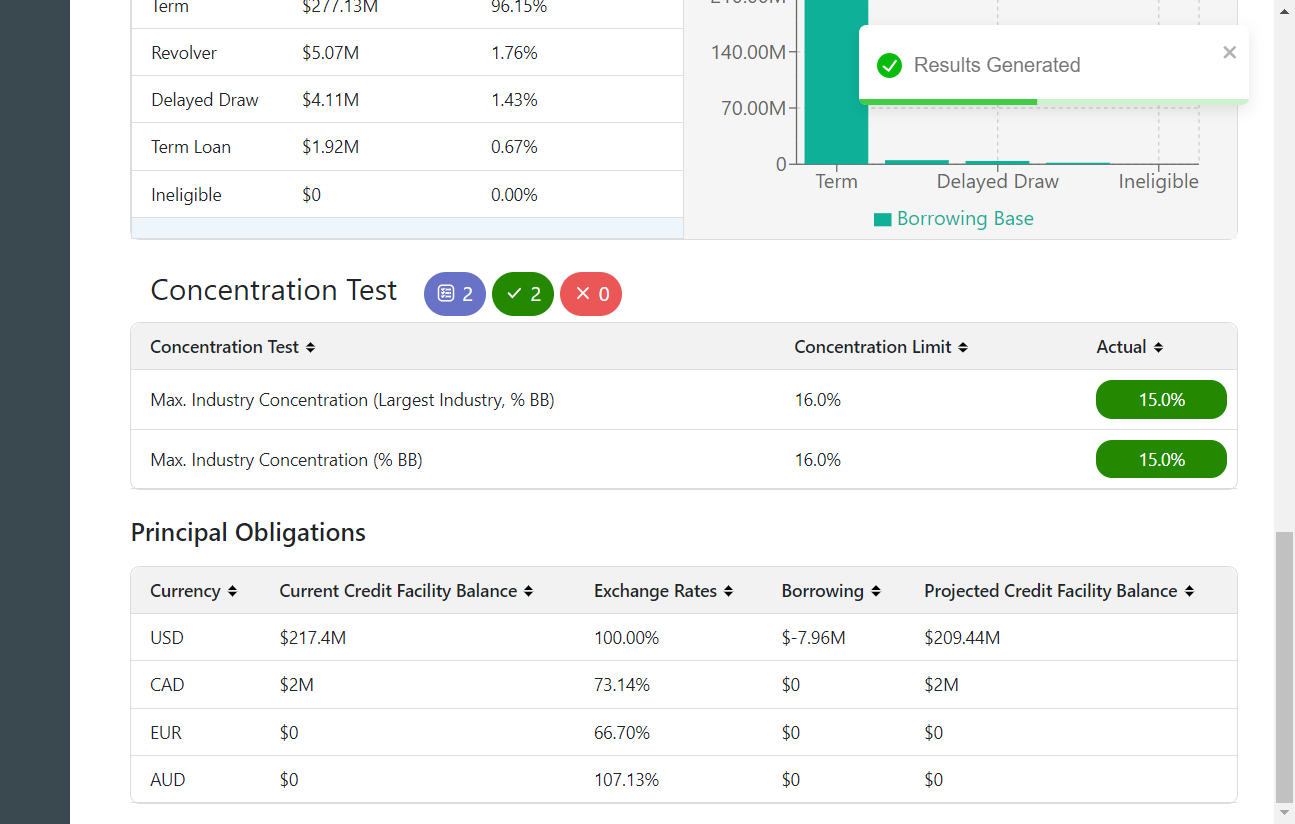 Term $277.13M 96.15%
Revolver $5.07M 1.76%
Delayed Draw $4.11M 1.43%
Term Loan $1.92M 0.67%
Ineligible $0 0.00%
210.00M
140.00M
70.00M
0
Term Delayed Draw Ineligible
Borrowing Base
Results Generated
Concentration Test 2 2 0
Concentration Test Concentration Limit Actual
Max. Industry Concentration (Largest Industry, % BB) 16.0% 15.0%
Max. Industry Concentration (% BB) 16.0% 15.0%
Principal Obligations
Currency Current Credit Facility Balance Exchange Rates Borrowing Projected Credit Facility Balance
USD $217.4M 100.00% $-7.96M $209.44M
CAD $2M 73.14% $0 $2M
EUR $0 66.70% $0 $0
AUD $0 107.13% $0 $0